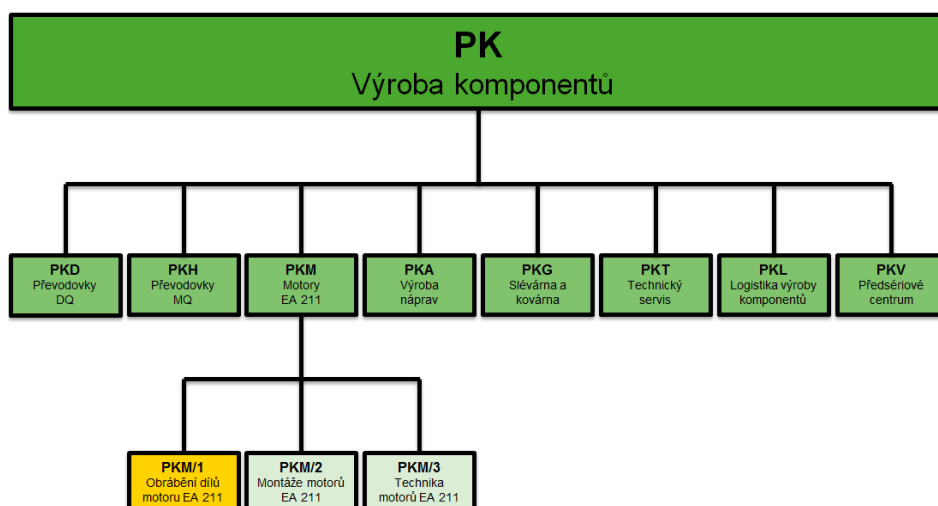 PK
Výroba komponentů
PKD
Převodovky
DQ
PKH
Převodovky
MQ
PKM
Motory
EA 211
PKA
Výroba
náprav
PKG
Slévárna a
kovárna
PKT
Technický
servis
PKL
Logistika výroby
komponentů
PKV
Předsériové
centrum
PKM/1
Obrábění dílů
motoru EA 211
PKM/2
Montáže motorů
EA 211
PKM/3
Technika
motorů EA 211